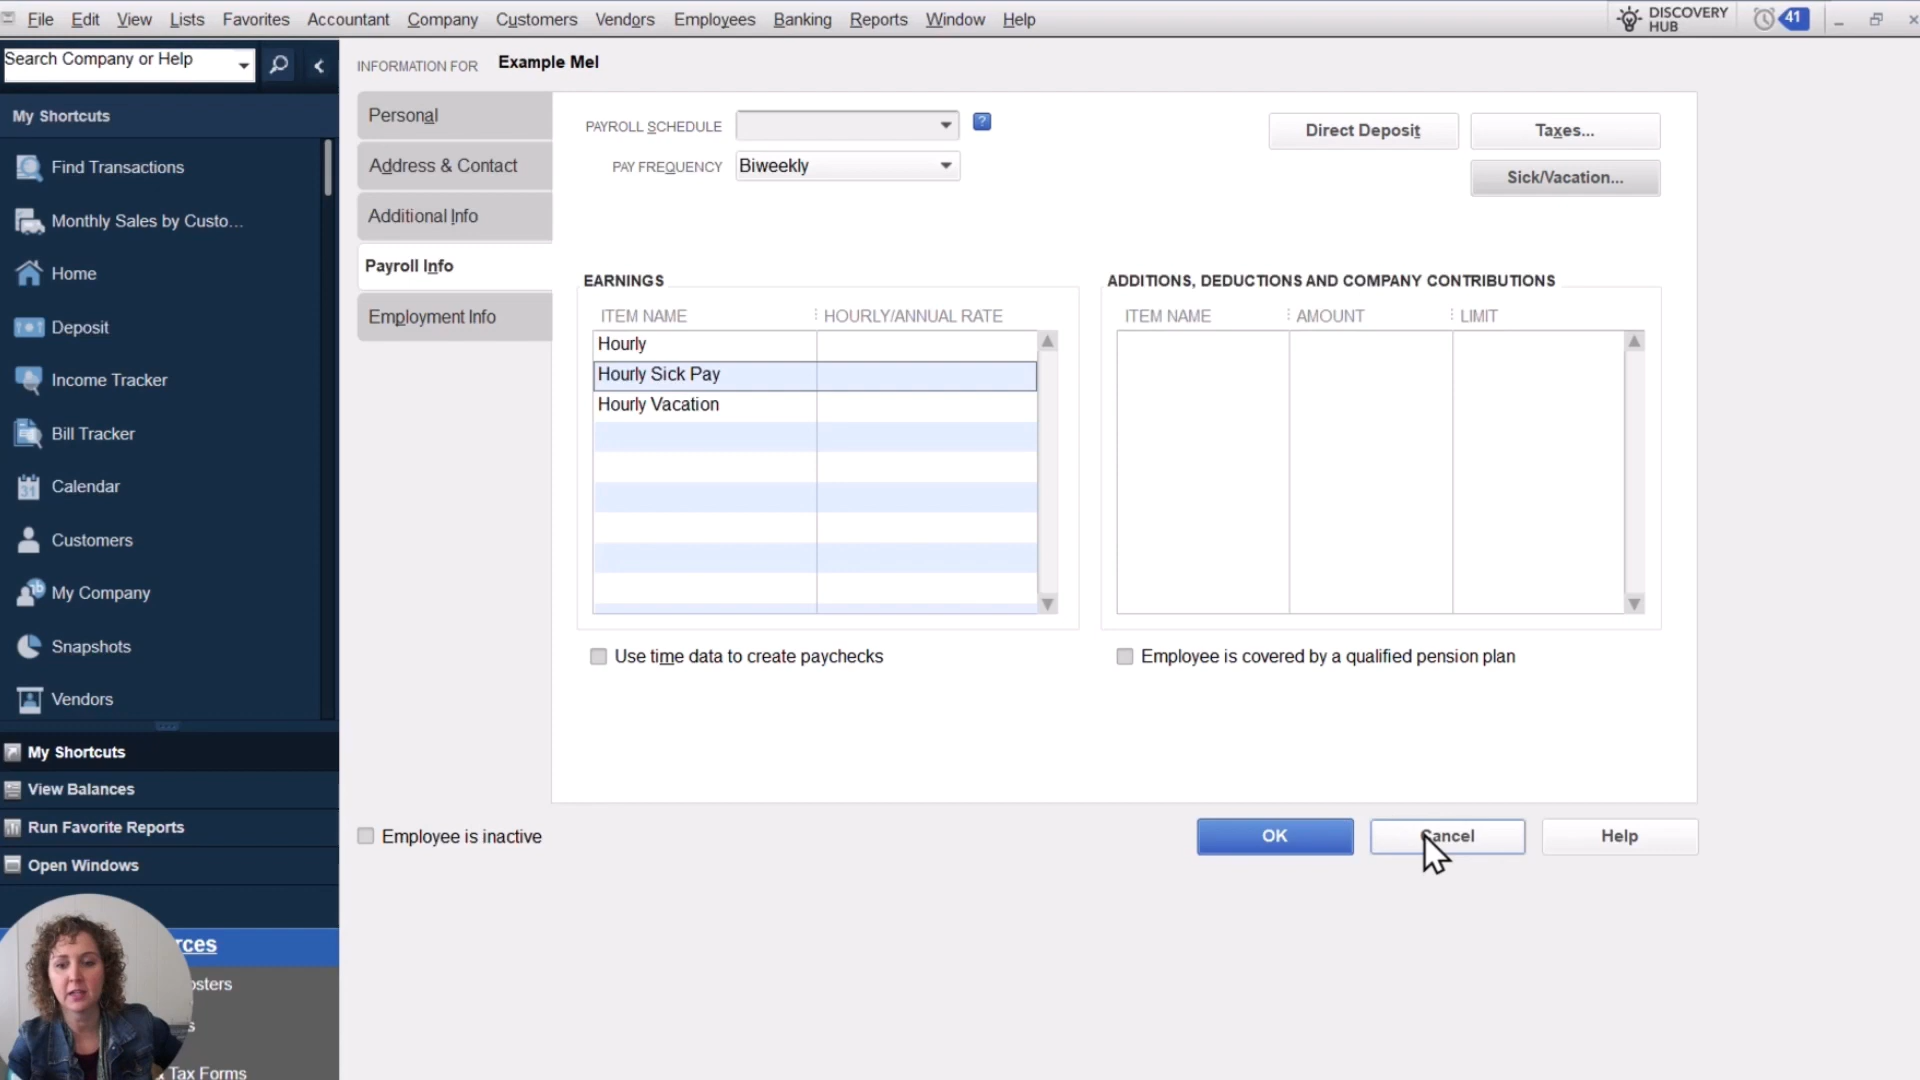 File Edit View Lists Favorites Accountant Company Customers Vendors Employees Banking Reports Window Help
DISCOVERY
HUB
41
Search Company or Help
INFORMATION FOR Example Mel
My Shortcuts
Find Transactions
Monthly Sales by Custo...
Home
Deposit
Income Tracker
Bill Tracker
Calendar
31
Customers
My Company
Snapshots
Vendors
My Shortcuts
View Balances
Run Favorite Reports
Open Windows
rces
osters
s
Tax Forms
Personal
Address & Contact
Additional Info
Payroll Info
Employment Info
PAYROLL SCHEDULE
?
PAY FREQUENCY Biweekly
Direct Deposit
Taxes...
Sick/Vacation...
EARNINGS
ITEM NAME HOURLY/ANNUAL RATE
Hourly
Hourly Sick Pay
Hourly Vacation
Use time data to create paychecks
ADDITIONS, DEDUCTIONS AND COMPANY CONTRIBUTIONS
ITEM NAME AMOUNT LIMIT
Employee is covered by a qualified pension plan
Employee is inactive
OK
Cancel
Help